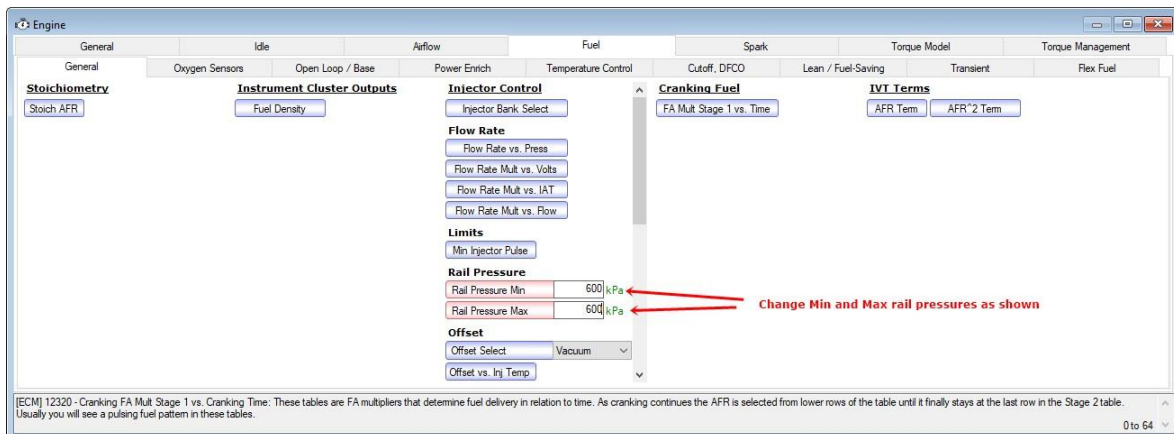 Engine
General Idle Airflow Fuel Spark Torque Model Torque Management
General Oxygen Sensors Open Loop / Base Power Enrich Temperature Control Cutoff, DFCO Lean / Fuel-Saving Transient Flex Fuel
Stoichiometry
Stoich AFR
Instrument Cluster Outputs
Fuel Density
Injector Control
Injector Bank Select
Flow Rate
Flow Rate vs. Press
Flow Rate Mult vs. Volts
Flow Rate Mult vs. IAT
Flow Rate Mult vs. Flow
Limits
Min Injector Pulse
Rail Pressure
Rail Pressure Min 600 kPa
Rail Pressure Max 600 kPa
Offset
Offset Select Vacuum
Offset vs. Inj Temp
Cranking Fuel
FA Mult Stage 1 vs. Time
IVT Terms
AFR Term AFR^2 Term
Change Min and Max rail pressures as shown
[ECM] 12320 - Cranking FA Mult Stage 1 vs. Cranking Time: These tables are FA multipliers that determine fuel delivery in relation to time. As cranking continues the AFR is selected from lower rows of the table until it finally stays at the last row in the Stage 2 table.
Usually you will see a pulsing fuel pattern in these tables.
0 to 64